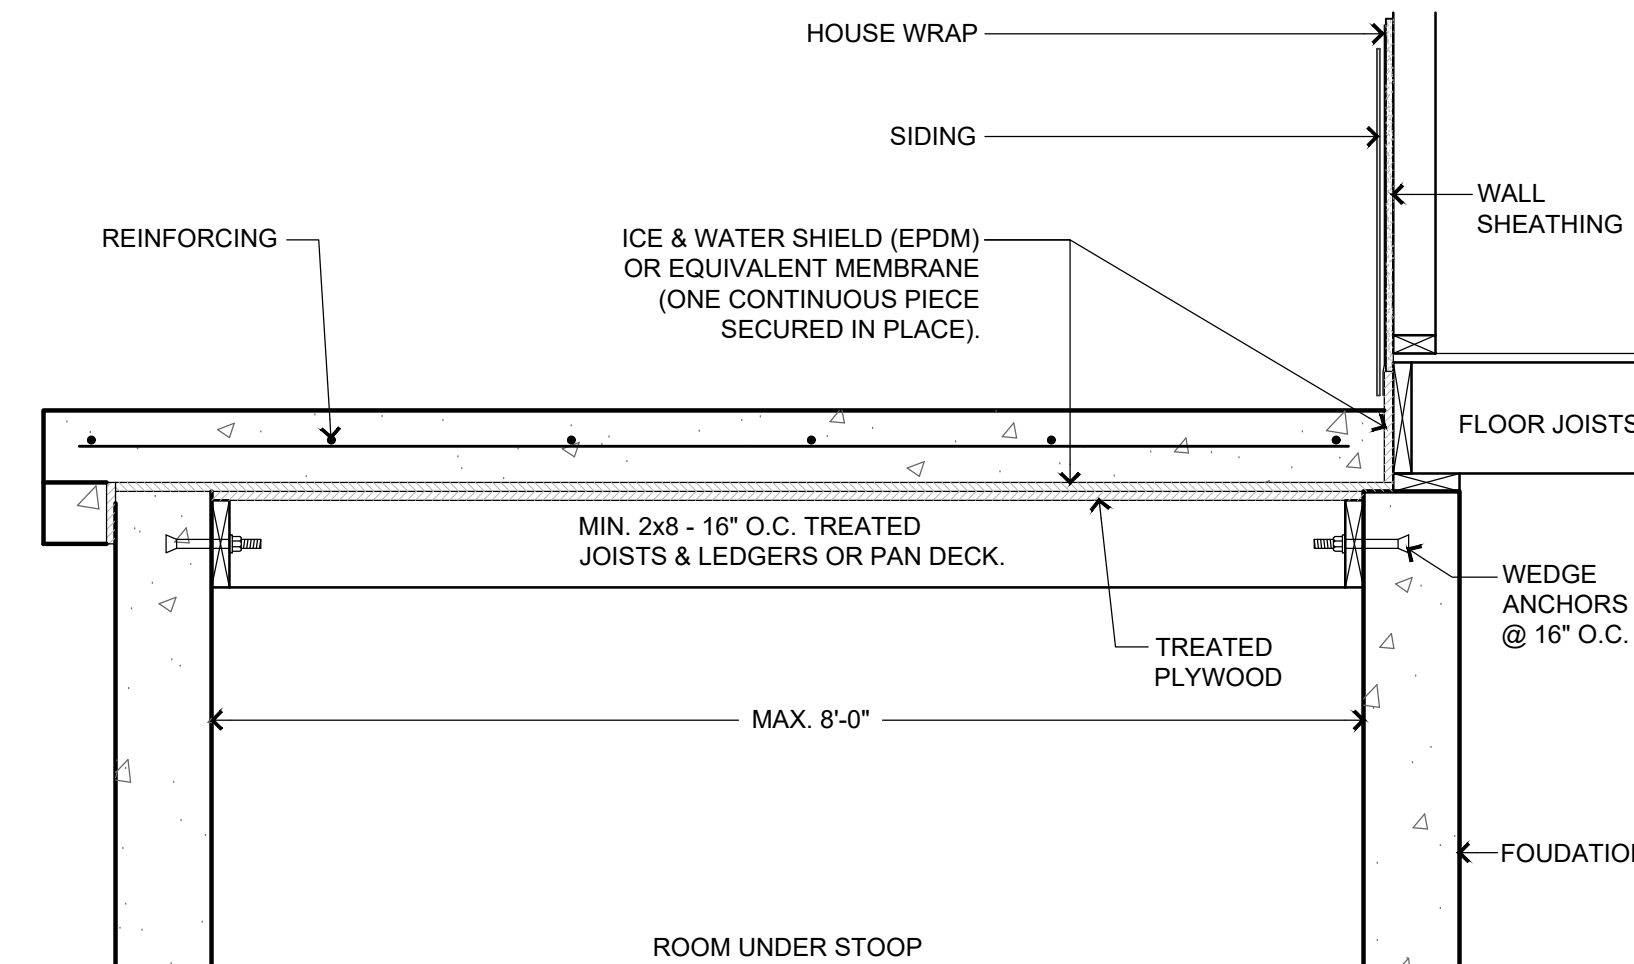 HOUSE WRAP
SIDING
WALL
SHEATHING
REINFORCING
ICE & WATER SHIELD (EPDM)
OR EQUIVALENT MEMBRANE
(ONE CONTINUOUS PIECE
SECURED IN PLACE).
FLOOR JOISTS
MIN. 2x8 - 16" O.C. TREATED
JOISTS & LEDGERS OR PAN DECK.
WEDGE
ANCHORS
@ 16" O.C.
TREATED
PLYWOOD
MAX. 8'-0"
FOUDATION
ROOM UNDER STOOP